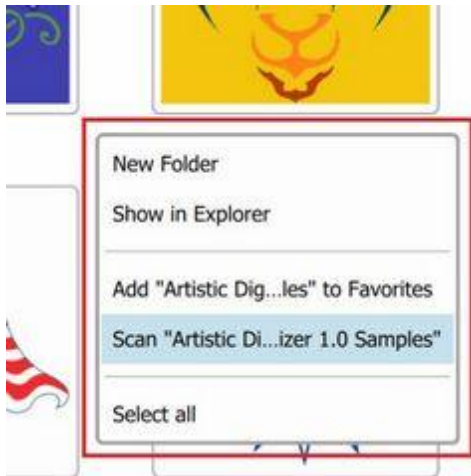 New Folder
Show in Explorer
Add "Artistic Dig...les" to Favorites
Scan "Artistic Di...izer 1.0 Samples"
Select all